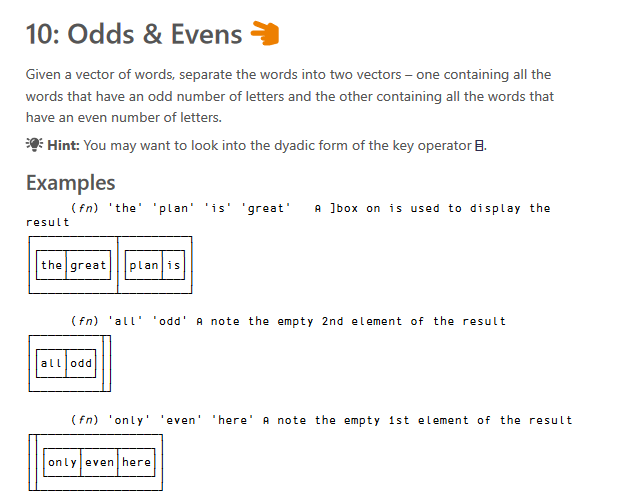 10: Odds & Evens
Given a vector of words, separate the words into two vectors – one containing all the
words that have an odd number of letters and the other containing all the words that
have an even number of letters.
Hint: You may want to look into the dyadic form of the key operator ⌸.
Examples
(fn) 'the' 'plan' 'is' 'great' ⍝ ]box on is used to display the
result
the great plan is
(fn) 'all' 'odd' ⍝ note the empty 2nd element of the result
all odd
(fn) 'only' 'even' 'here' ⍝ note the empty 1st element of the result
only even here